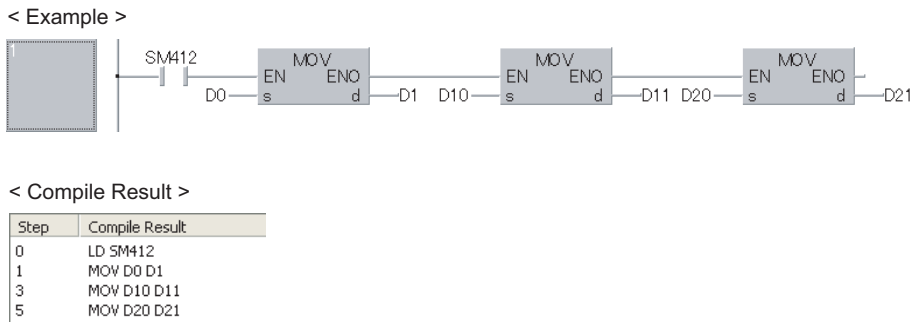 < Example >
1
SM412
MOV MOV MOV
EN ENO EN ENO EN ENO
D0 s d D1 D10 s d D11 D20 s d D21
< Compile Result >
Step Compile Result
0 LD SM412
1 MOV D0 D1
3 MOV D10 D11
5 MOV D20 D21